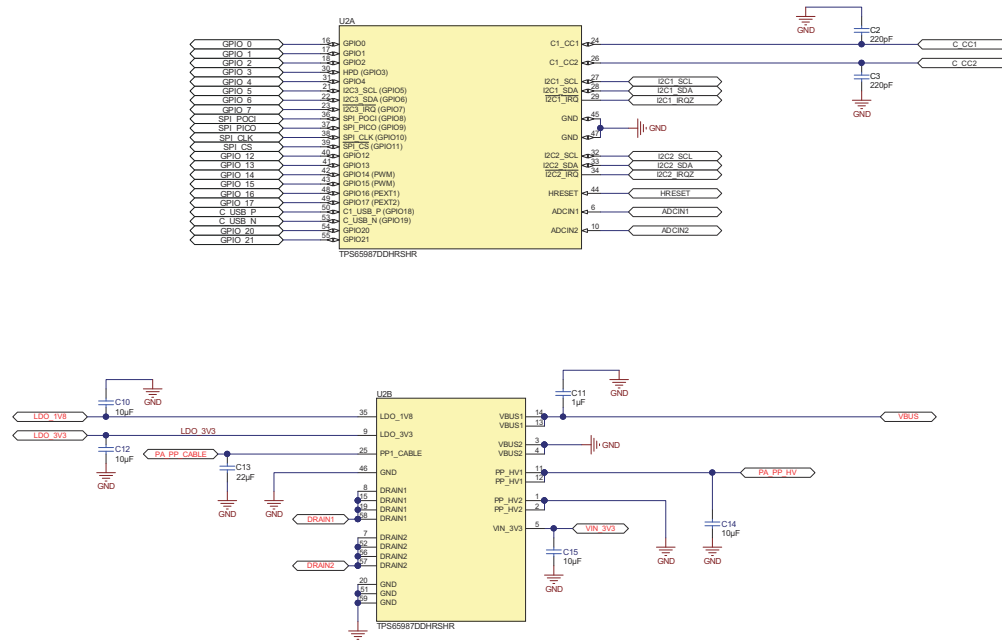 U2A
GND
C2
220pF
GPIO_0 16 GPIO0 C1_CC1 24 C_CC1
GPIO_1 17 GPIO1
GPIO_2 18 GPIO2 C1_CC2 26 C_CC2
GPIO_3 30 HPD (GPIO3)
C3
220pF
GND
GPIO_4 31 GPIO4 I2C1_SCL 27 I2C1_SCL
GPIO_5 21 I2C3_SCL (GPIO5) I2C1_SDA 28 I2C1_SDA
GPIO_6 22 I2C3_SDA (GPIO6) I2C1_IRQ 29 I2C1_IRQZ
GPIO_7 23 I2C3_IRQ (GPIO7)
SPI_POCI 36 SPI_POCI (GPIO8) GND 45
SPI_PICO 37 SPI_PICO (GPIO9) GND
SPI_CLK 38 SPI_CLK (GPIO10) GND 47
SPI_CS 39 SPI_CS (GPIO11)
GPIO_12 40 GPIO12 I2C2_SCL 32 I2C2_SCL
GPIO_13 41 GPIO13 I2C2_SDA 33 I2C2_SDA
GPIO_14 42 GPIO14 (PWM) I2C2_IRQ 34 I2C2_IRQZ
GPIO_15 43 GPIO15 (PWM)
GPIO_16 48 GPIO16 (PEXT1) HRESET 44 HRESET
GPIO_17 49 GPIO17 (PEXT2)
C_USB_P 50 C1_USB_P (GPIO18) ADCIN1 6 ADCIN1
C_USB_N 53 C_USB_N (GPIO19)
GPIO_20 54 GPIO20 ADCIN2 10 ADCIN2
GPIO_21 55 GPIO21
TPS65987DDHRSHR
U2B
C10
10µF
GND
C11
1µF
GND
LDO_1V8 35 LDO_1V8 VBUS1 14 VBUS
VBUS1 13
LDO_3V3 LDO_3V3 9 LDO_3V3
C12
10µF
GND
VBUS2 3 GND
PA_PP_CABLE 25 PP1_CABLE VBUS2 4
C13
22µF
GND
46 GND PP_HV1 11 PA_PP_HV
GND
PP_HV1 12
8 DRAIN1
15 DRAIN1 PP_HV2 1
19 DRAIN1 PP_HV2 2
DRAIN1 58 DRAIN1
VIN_3V3 5 VIN_3V3
C14
10µF
GND
GND
7 DRAIN2
52 DRAIN2
56 DRAIN2
DRAIN2 57 DRAIN2
C15
10µF
GND
20 GND
51 GND
59 GND
GND
TPS65987DDHRSHR